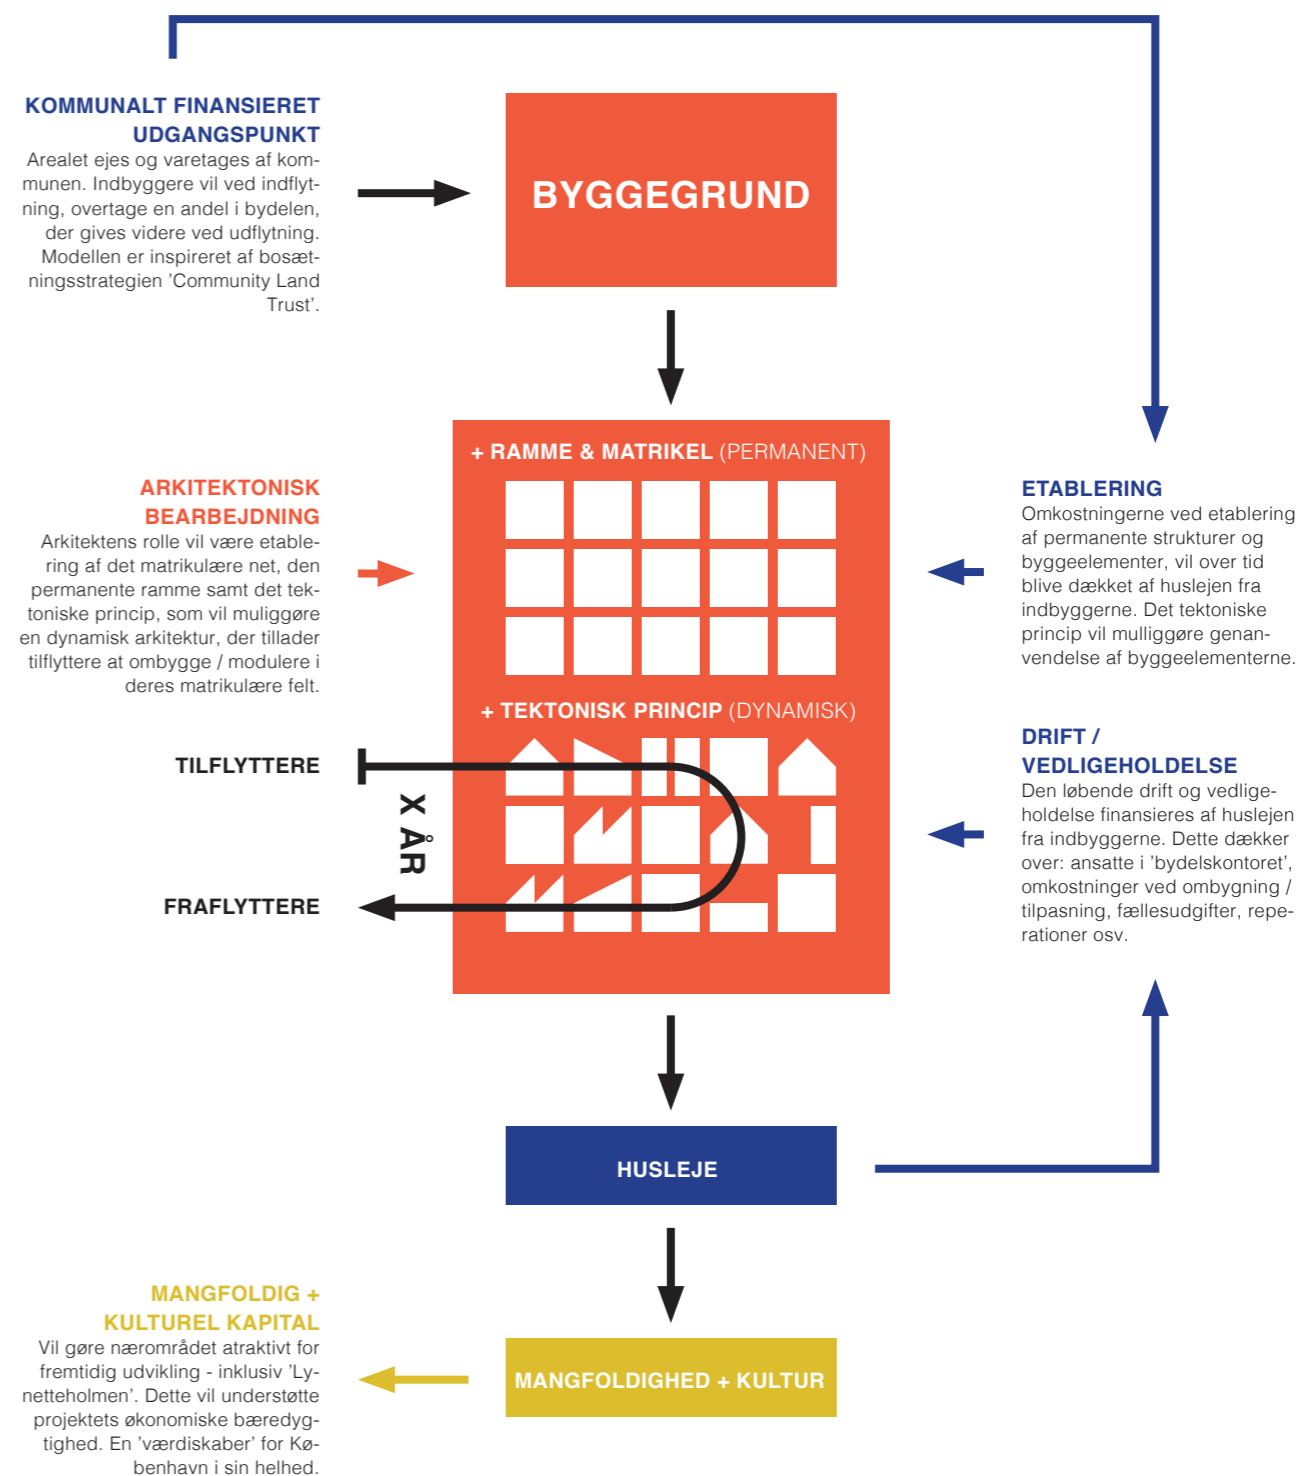 KOMMUNALT FINANSIERET
UDGANGSPUNKT
Arealet ejes og varetages af kom-
munen. Indbyggere vil ved indflyt-
ning, overtage en andel i bydelen,
der gives videre ved udflytning.
Modellen er inspireret af bosæt-
ningsstrategien 'Community Land
Trust'.
BYGGEGRUND
ARKITEKTONISK
BEARBEJDNING
Arkitektens rolle vil være etable-
ring af det matrikulære net, den
permanente ramme samt det tek-
toniske princip, som vil muliggøre
en dynamisk arkitektur, der tillader
tilflyttere at ombygge / modulere i
deres matrikulære felt.
+ RAMME & MATRIKEL (PERMANENT)
+ TEKTONISK PRINCIP (DYNAMISK)
TILFLYTTERE
X ÅR
FRAFLYTTERE
ETABLERING
Omkostningerne ved etablering
af permanente strukturer og
byggeelementer, vil over tid
blive dækket af huslejen fra
indbyggerne. Det tektoniske
princip vil mulliggøre genan-
vendelse af byggeelementerne.
DRIFT /
VEDLIGEHOLDELSE
Den løbende drift og vedlige-
holdelse finansieres af huslejen
fra indbyggerne. Dette dækker
over: ansatte i 'bydelskontoret',
omkostninger ved ombygning /
tilpasning, fællesudgifter, repe-
rationer osv.
HUSLEJE
MANGFOLDIG +
KULTUREL KAPITAL
Vil gøre nærområdet atraktivt for
fremtidig udvikling - inklusiv 'Ly-
netteholmen'. Dette vil understøtte
projektets økonomiske bæredyg-
tighed. En 'værdiskaber' for Kø-
benhavn i sin helhed.
MANGFOLDIGHED + KULTUR